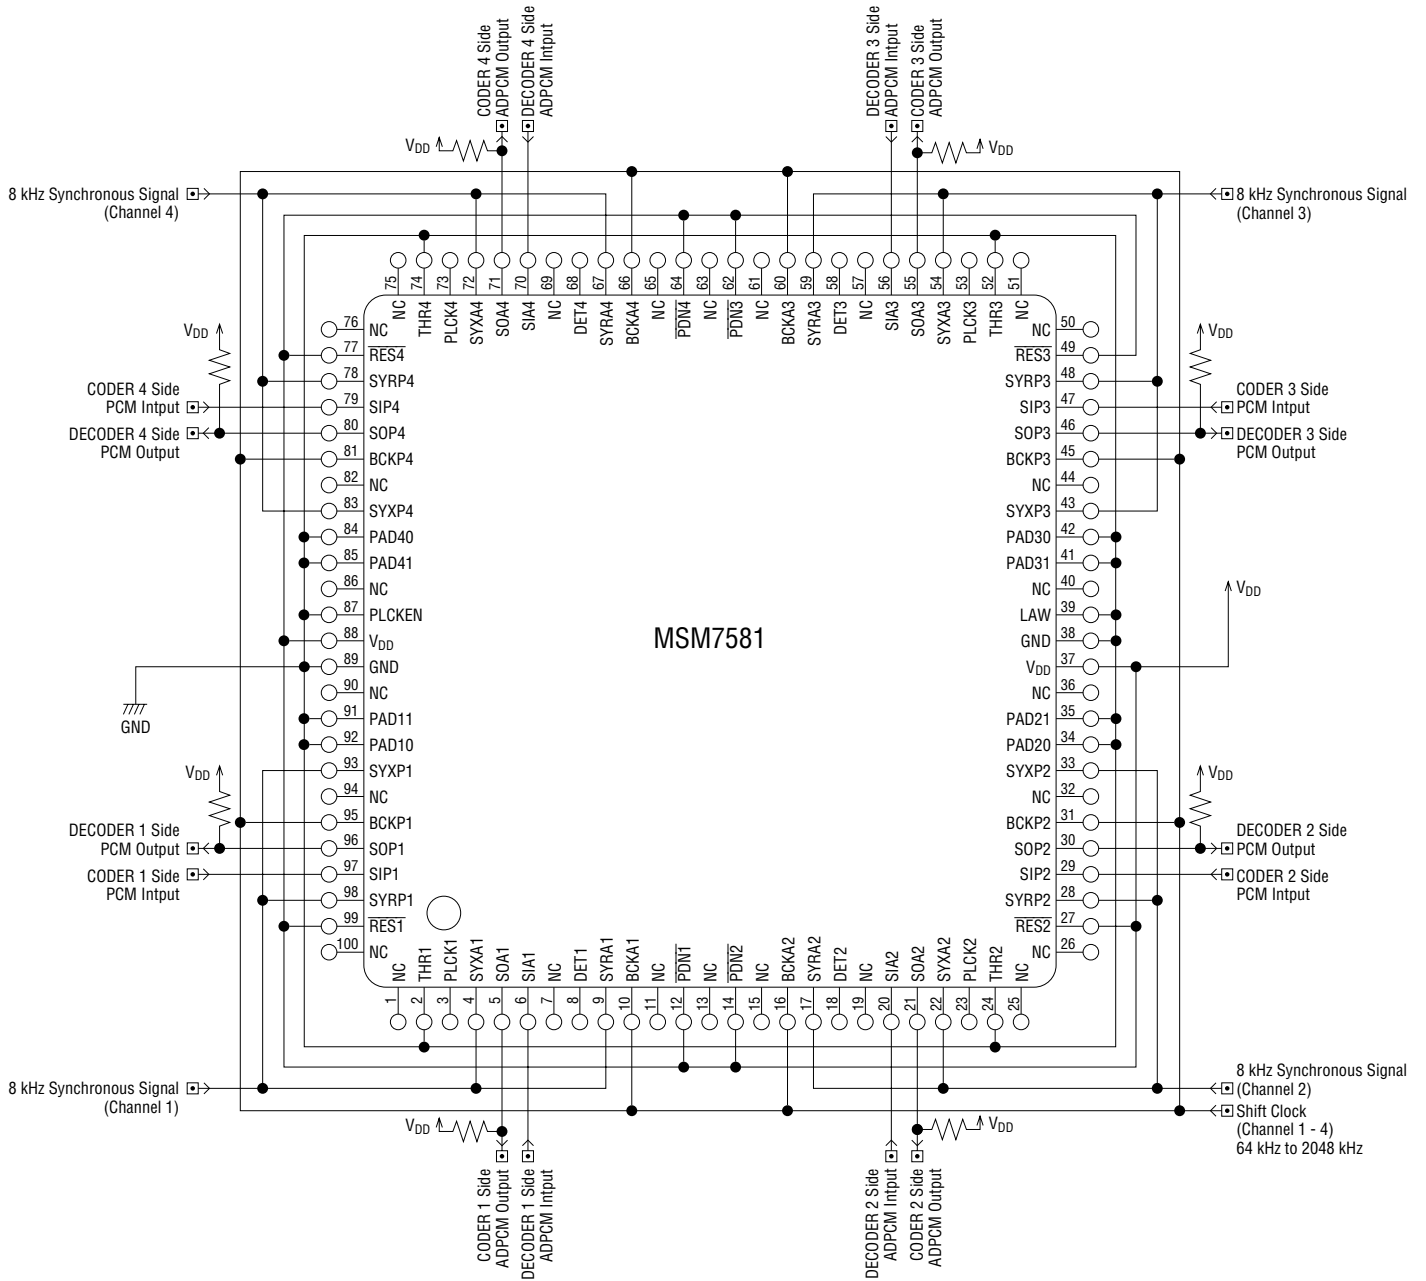 CODER 4 Side
ADPCM Output
DECODER 4 Side
ADPCM Intput
DECODER 3 Side
ADPCM Intput
CODER 3 Side
ADPCM Output
VDD
VDD
8 kHz Synchronous Signal
(Channel 4)
8 kHz Synchronous Signal
(Channel 3)
75 74 73 72 71 70 69 68 67 66 65 64 63 62 61 60 59 58 57 56 55 54 53 52 51
NC THR4 PLCK4 SYXA4 SOA4 SIA4 NC DET4 SYRA4 BCKA4 NC PDN4 NC PDN3 NC BCKA3 SYRA3 DET3 NC SIA3 SOA3 SYXA3 PLCK3 THR3 NC
VDD
VDD
76 NC
NC 50
77 RES4
RES3 49
78 SYRP4
SYRP3 48
CODER 4 Side
PCM Intput
79 SIP4
SIP3 47
CODER 3 Side
PCM Intput
DECODER 4 Side
PCM Output
80 SOP4
SOP3 46
DECODER 3 Side
PCM Output
81 BCKP4
BCKP3 45
82 NC
NC 44
83 SYXP4
SYXP3 43
84 PAD40
PAD30 42
85 PAD41
PAD31 41
86 NC
NC 40
VDD
87 PLCKEN
LAW 39
88 VDD
GND 38
MSM7581
89 GND
VDD 37
90 NC
NC 36
GND
91 PAD11
PAD21 35
92 PAD10
PAD20 34
93 SYXP1
SYXP2 33
VDD
VDD
94 NC
NC 32
95 BCKP1
BCKP2 31
DECODER 1 Side
PCM Output
96 SOP1
SOP2 30
DECODER 2 Side
PCM Output
CODER 1 Side
PCM Intput
97 SIP1
SIP2 29
CODER 2 Side
PCM Intput
98 SYRP1
SYRP2 28
99 RES1
RES2 27
100 NC
NC 26
NC THR1 PLCK1 SYXA1 SOA1 SIA1 NC DET1 SYRA1 BCKA1 NC PDN1 NC PDN2 NC BCKA2 SYRA2 DET2 NC SIA2 SOA2 SYXA2 PLCK2 THR2 NC
1 2 3 4 5 6 7 8 9 10 11 12 13 14 15 16 17 18 19 20 21 22 23 24 25
8 kHz Synchronous Signal
(Channel 1)
8 kHz Synchronous Signal
(Channel 2)
Shift Clock
(Channel 1 - 4)
64 kHz to 2048 kHz
VDD
VDD
CODER 1 Side
ADPCM Output
DECODER 1 Side
ADPCM Intput
DECODER 2 Side
ADPCM Intput
CODER 2 Side
ADPCM Output